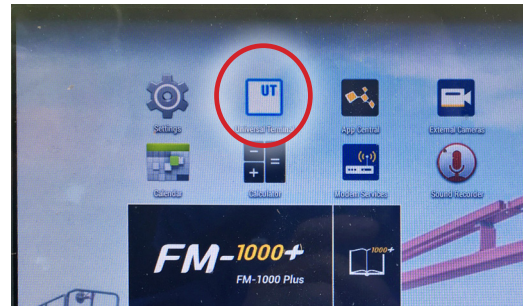 UT
Settings
Universal Terminal
App Central
External Cameras
Calendar
Calculator
Modem Services
Sound Recorder
FM-1000+
FM-1000 Plus
1000+